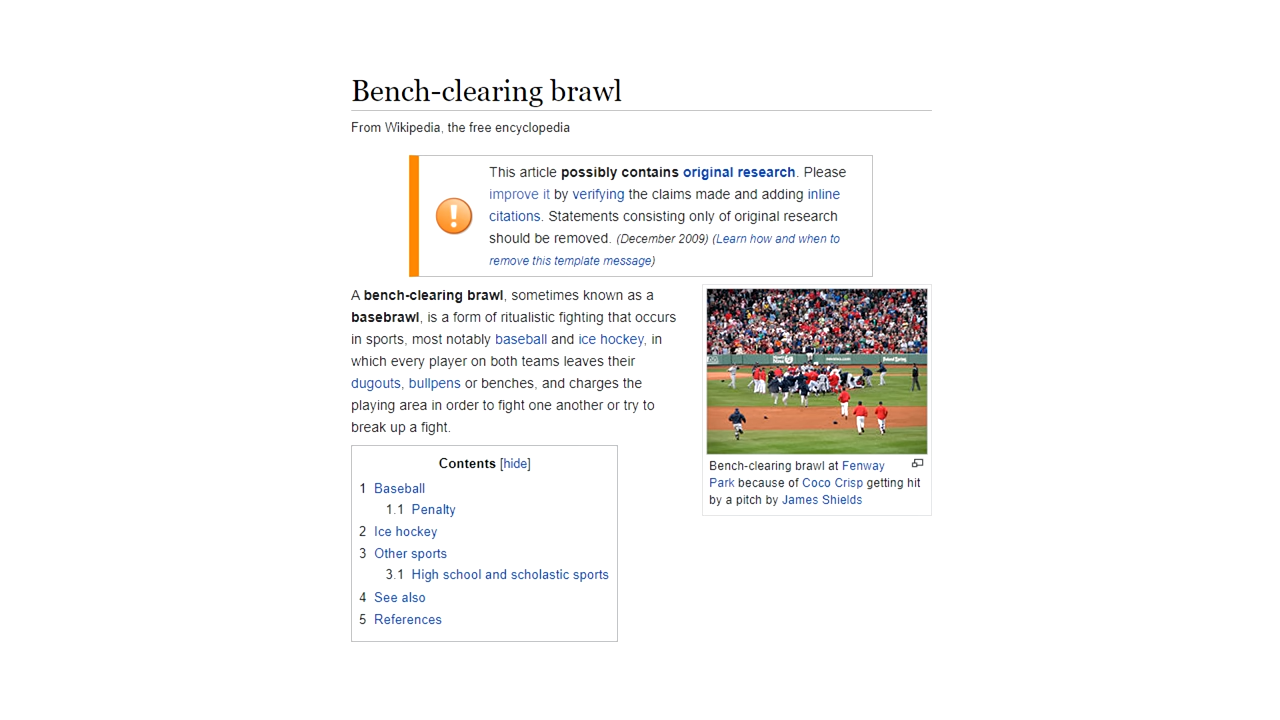 Bench-clearing brawl
From Wikipedia, the free encyclopedia
This article possibly contains original research. Please
improve it by verifying the claims made and adding inline
citations. Statements consisting only of original research
should be removed. (December 2009) (Learn how and when to
remove this template message)
A bench-clearing brawl, sometimes known as a
basebrawl, is a form of ritualistic fighting that occurs
in sports, most notably baseball and ice hockey, in
which every player on both teams leaves their
dugouts, bullpens or benches, and charges the
playing area in order to fight one another or try to
break up a fight.
Bench-clearing brawl at Fenway
Park because of Coco Crisp getting hit
by a pitch by James Shields
Contents [hide]
1 Baseball
1.1 Penalty
2 Ice hockey
3 Other sports
3.1 High school and scholastic sports
4 See also
5 References